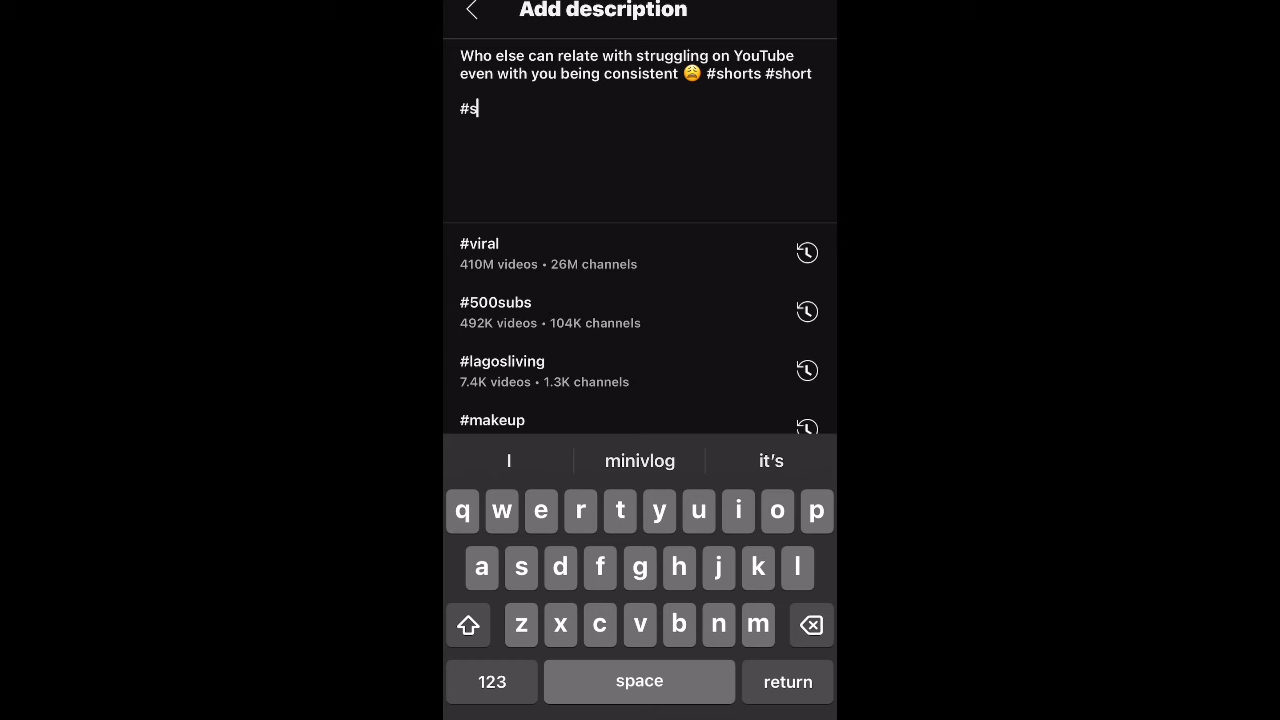 Add description
Who else can relate with struggling on YouTube
even with you being consistent 😩 #shorts #short
#s
#viral
410M videos • 26M channels
#500subs
492K videos • 104K channels
#lagosliving
7.4K videos • 1.3K channels
#makeup
I minivlog it's
q w e r t y u i o p
a s d f g h j k l
z x c v b n m
123 space return